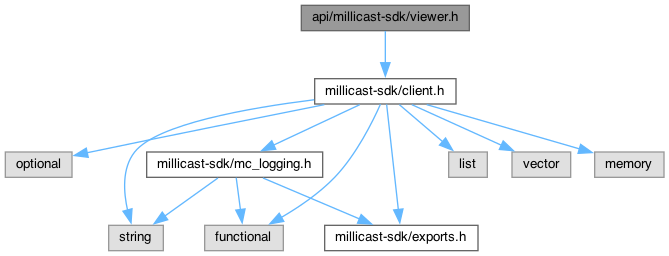 api/millicast-sdk/viewer.h
millicast-sdk/client.h
optional
millicast-sdk/mc_logging.h
list
vector
memory
string
functional
millicast-sdk/exports.h